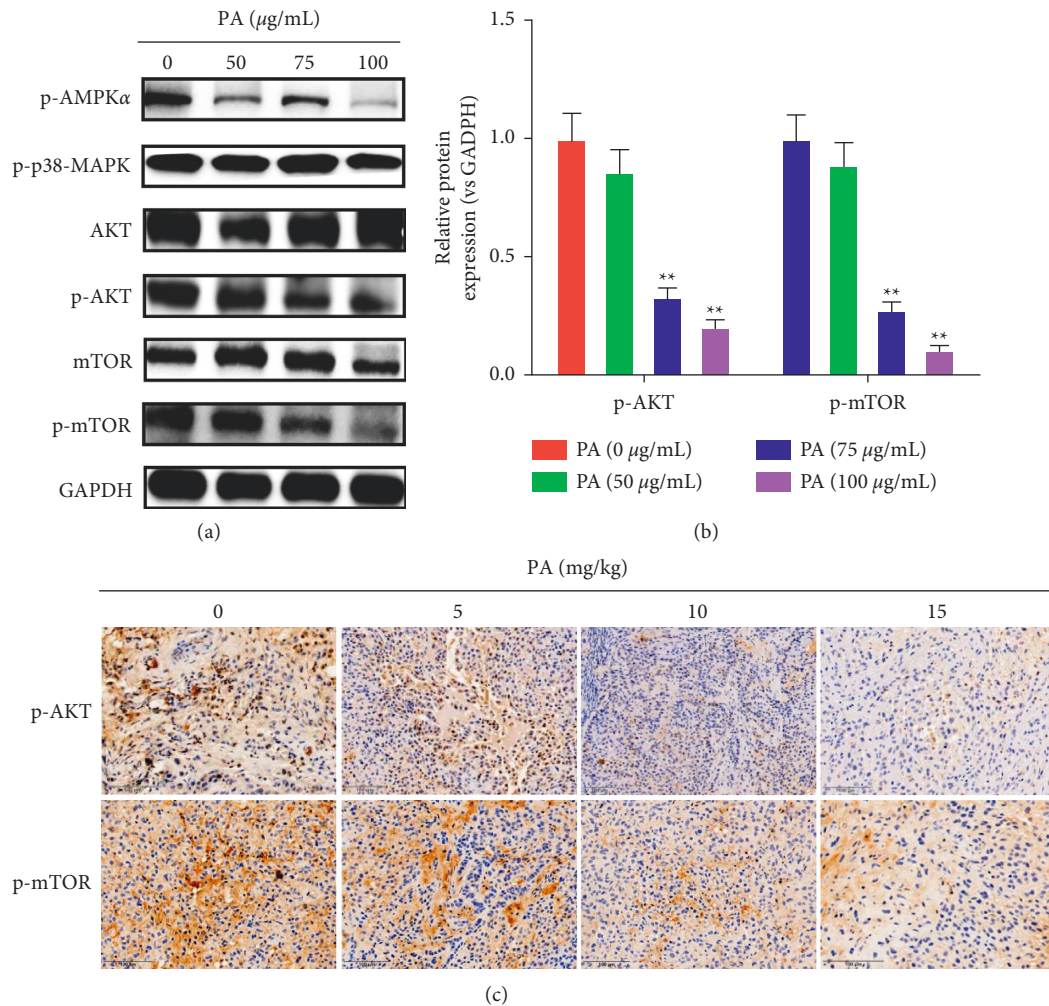 PA (µg/mL)
0 50 75 100
p-AMPKα
p-p38-MAPK
AKT
p-AKT
mTOR
p-mTOR
GAPDH
(a)
Relative protein
expression (vs GADPH)
1.5
1.0
0.5
0.0
** ** ** **
p-AKT p-mTOR
PA (0 µg/mL) PA (75 µg/mL)
PA (50 µg/mL) PA (100 µg/mL)
(b)
PA (mg/kg)
0 5 10 15
p-AKT
p-mTOR
(c)